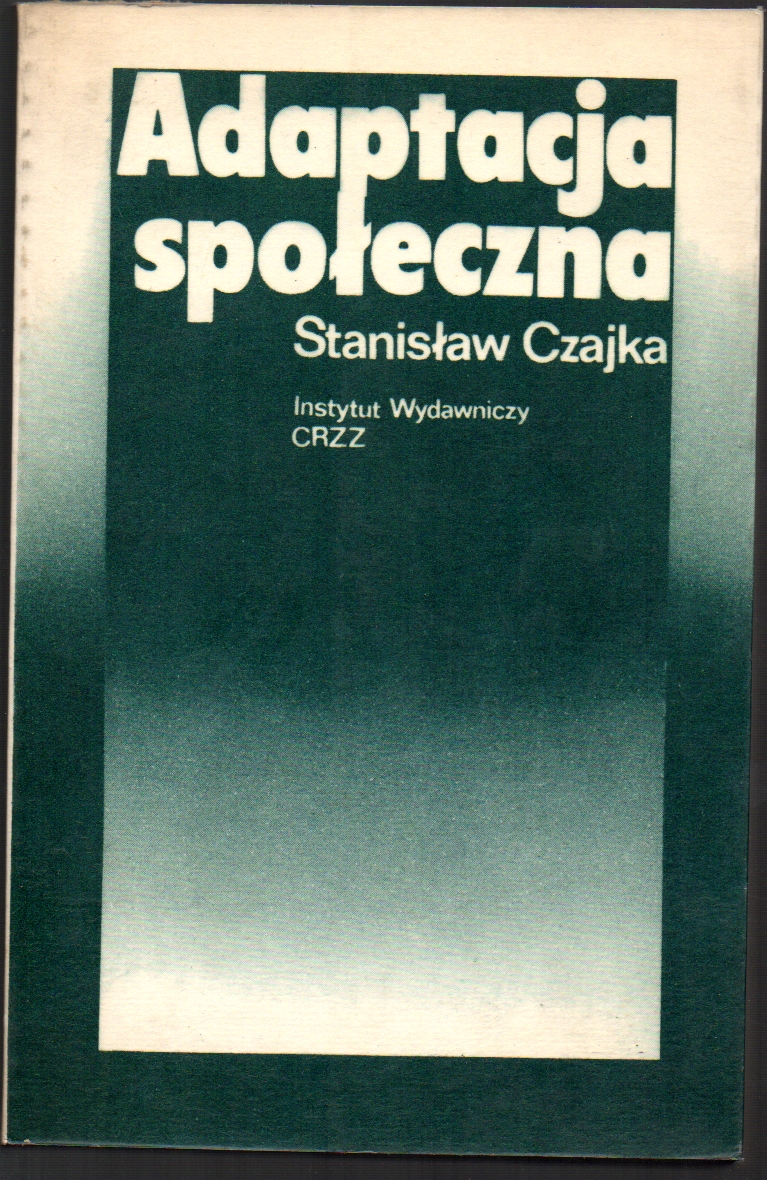 Adaptacja
społeczna
Stanisław Czajka
Instytut Wydawniczy
CRZZ